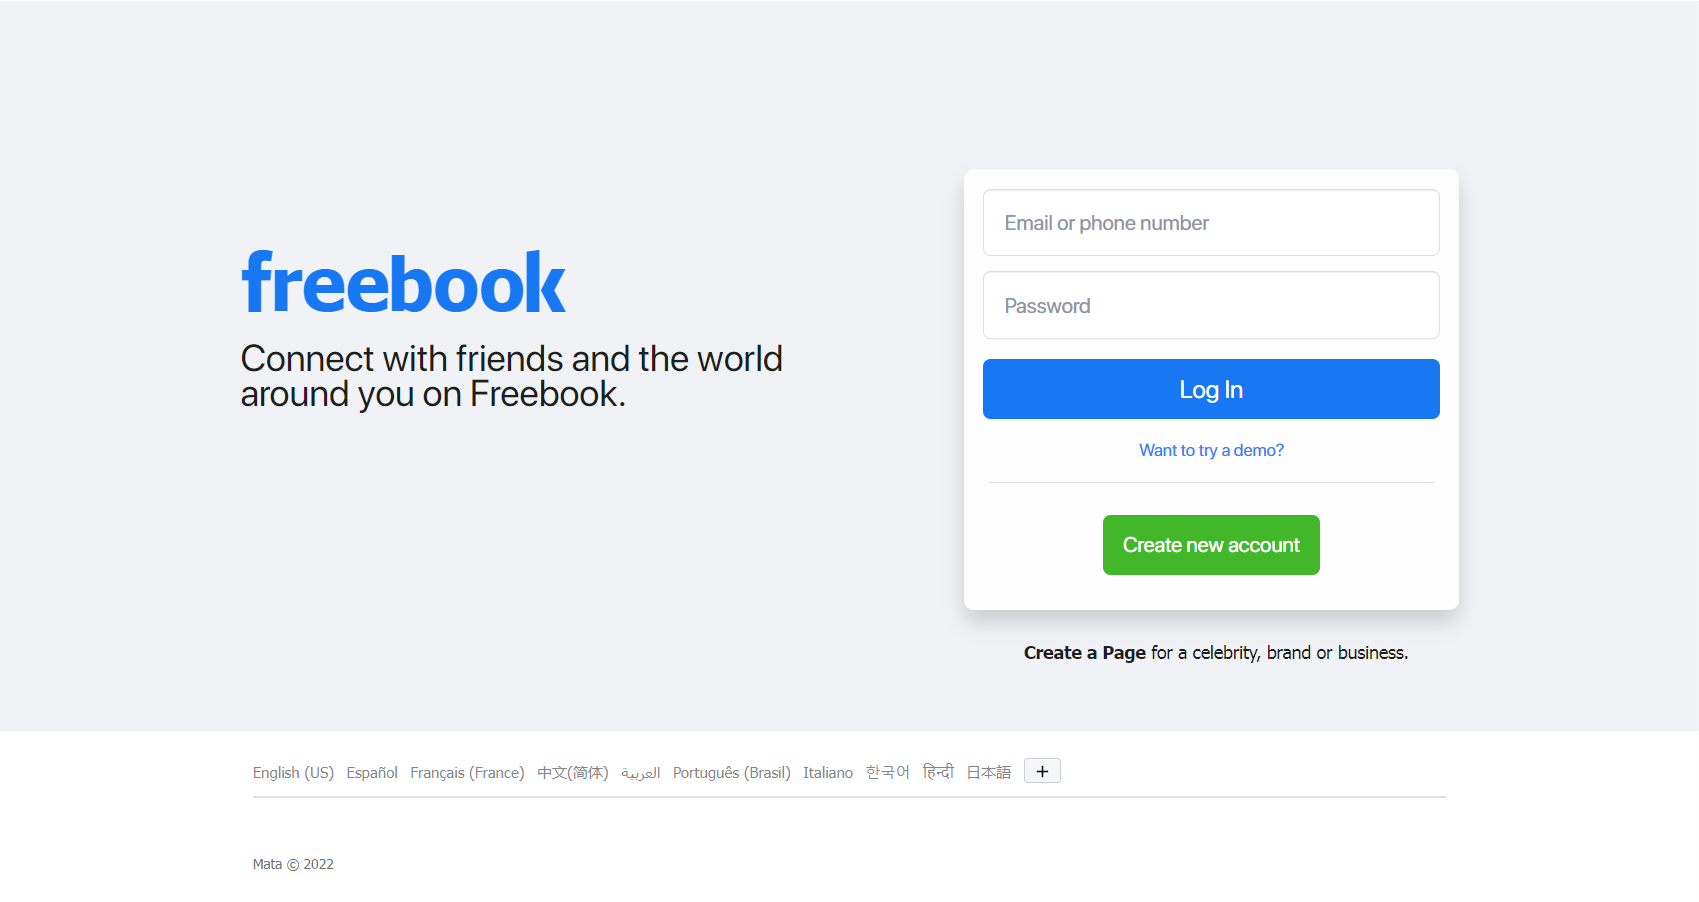 freebook
Connect with friends and the world
around you on Freebook.
Email or phone number
Password
Log In
Want to try a demo?
Create new account
Create a Page for a celebrity, brand or business.
English (US) Español Français (France) 中文(简体) العربية Português (Brasil) Italiano 한국어 हिन्दी 日本語 +
Mata © 2022